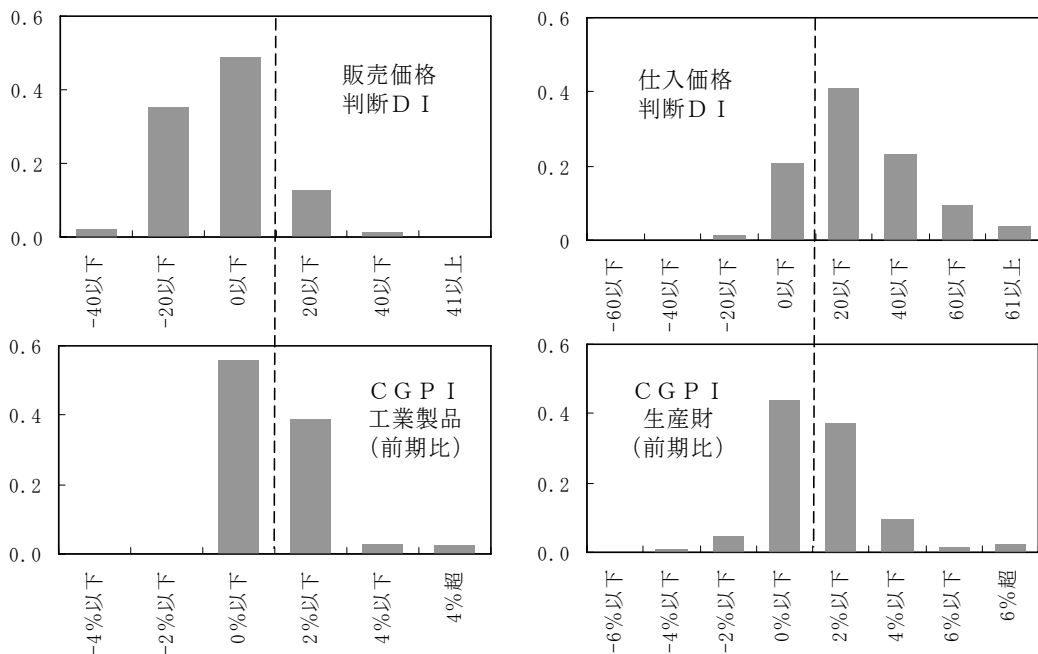 0.6
0.4
0.2
0.0
販売価格
判断ＤＩ
-40以下
-20以下
0以下
20以下
40以下
41以上
0.6
0.4
0.2
0
仕入価格
判断ＤＩ
-60以下
-40以下
-20以下
0以下
20以下
40以下
60以下
61以上
0.6
0.4
0.2
0.0
ＣＧＰＩ
工業製品
(前期比)
-4%以下
-2%以下
0%以下
2%以下
4%以下
4%超
0.6
0.4
0.2
0.0
ＣＧＰＩ
生産財
(前期比)
-6%以下
-4%以下
-2%以下
0%以下
2%以下
4%以下
6%以下
6%超